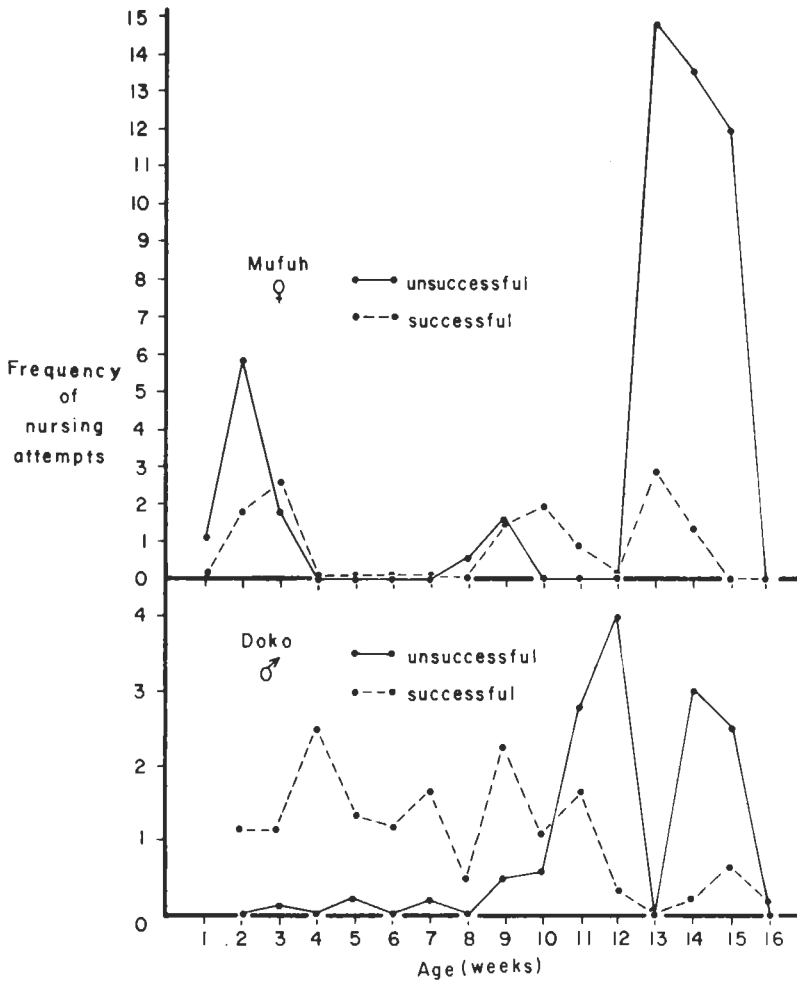 15
14
13
12
11
10
9
8
7
6
5
4
3
2
1
0
Mufuh
♀
unsuccessful
successful
Frequency
of
nursing
attempts
4
3
2
1
0
Doko
♂
unsuccessful
successful
1 2 3 4 5 6 7 8 9 10 11 12 13 14 15 16
Age (weeks)